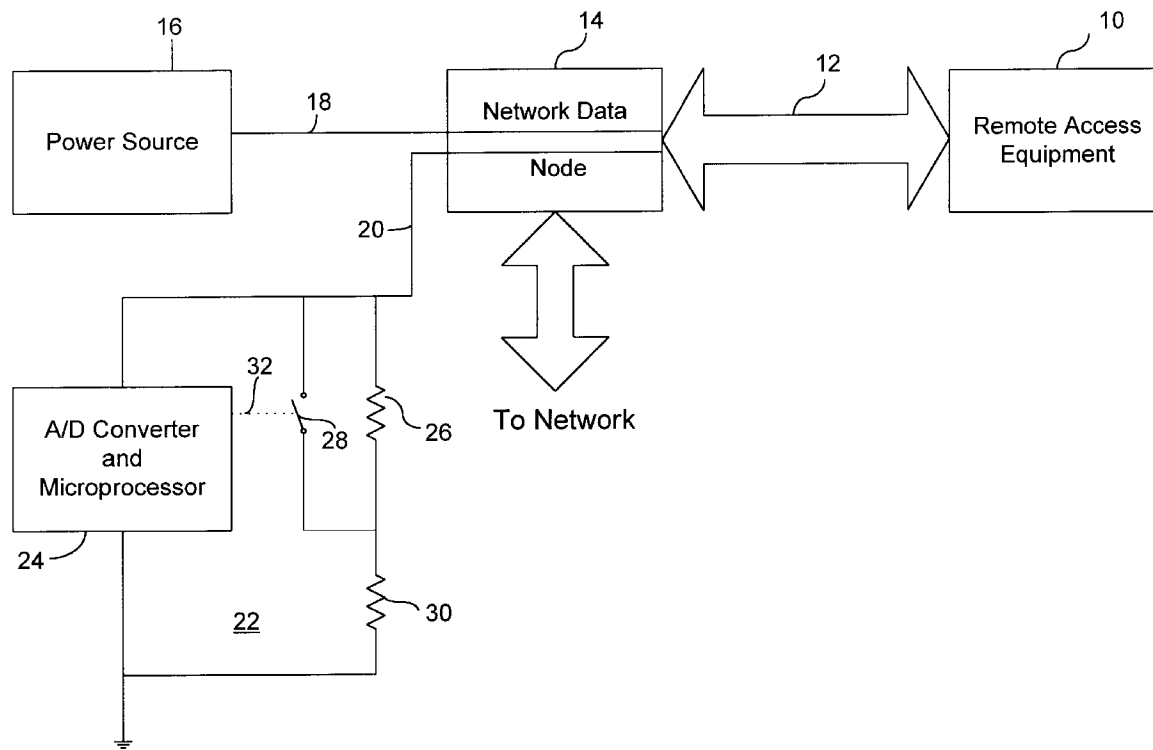 16
14
10
12
18
Power Source
Network Data
Node
Remote Access
Equipment
20
32
28
26
To Network
A/D Converter
and
Microprocessor
24
30
22